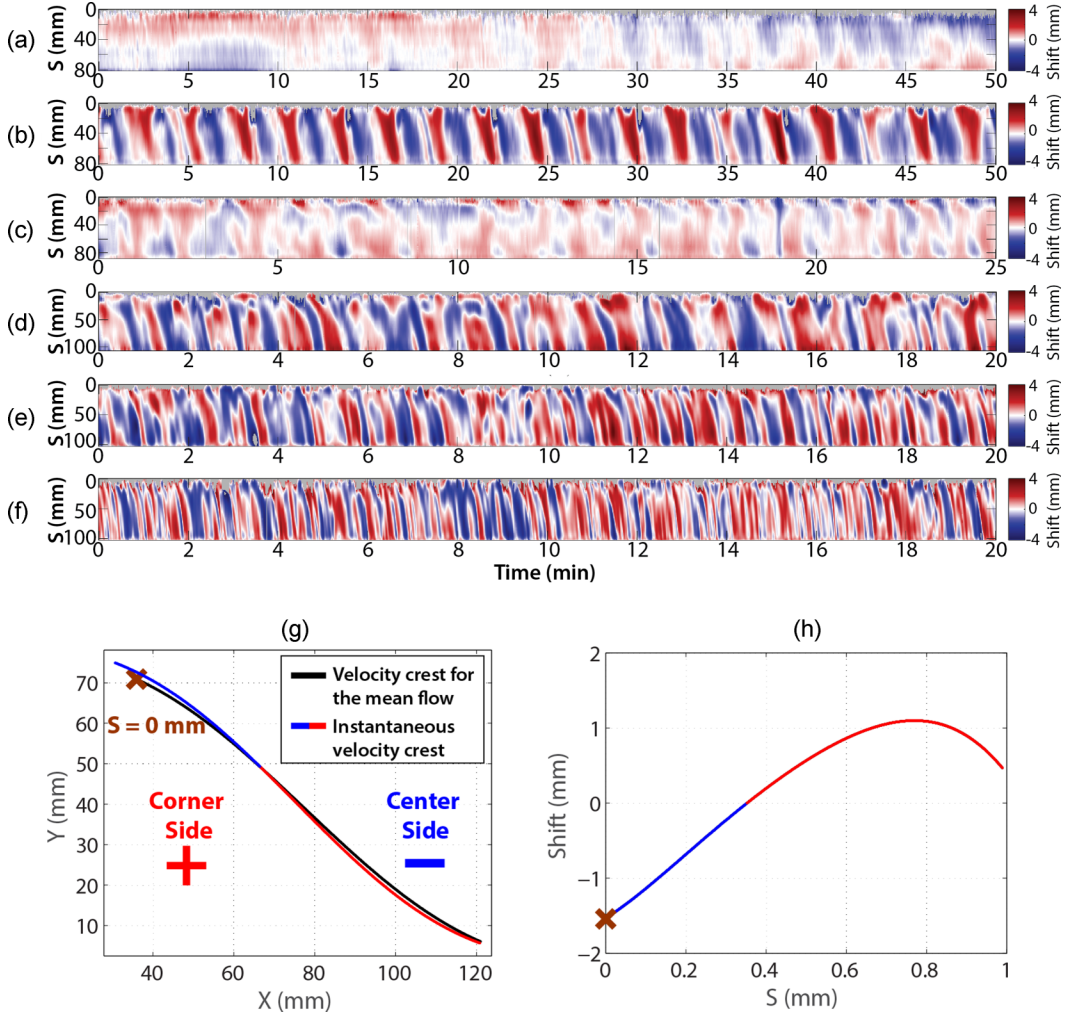 (a)
S (mm)
0
40
80
0 5 10 15 20 25 30 35 40 45 50
4
0
-4
Shift (mm)
(b)
S (mm)
0
40
80
0 5 10 15 20 25 30 35 40 45 50
4
0
-4
Shift (mm)
(c)
S (mm)
0
40
80
0 5 10 15 20 25
4
0
-4
Shift (mm)
(d)
S (mm)
0
50
100
0 2 4 6 8 10 12 14 16 18 20
4
0
-4
Shift (mm)
(e)
S (mm)
0
50
100
0 2 4 6 8 10 12 14 16 18 20
4
0
-4
Shift (mm)
(f)
S (mm)
0
50
100
0 2 4 6 8 10 12 14 16 18 20
4
0
-4
Shift (mm)
Time (min)
(g)
Y (mm)
70
60
50
40
30
20
10
Velocity crest for
the mean flow
Instantaneous
velocity crest
S = 0 mm
Corner
Side
+
Center
Side
−
40 60 80 100 120
X (mm)
(h)
Shift (mm)
2
1
0
−1
−2
0 0.2 0.4 0.6 0.8 1
S (mm)